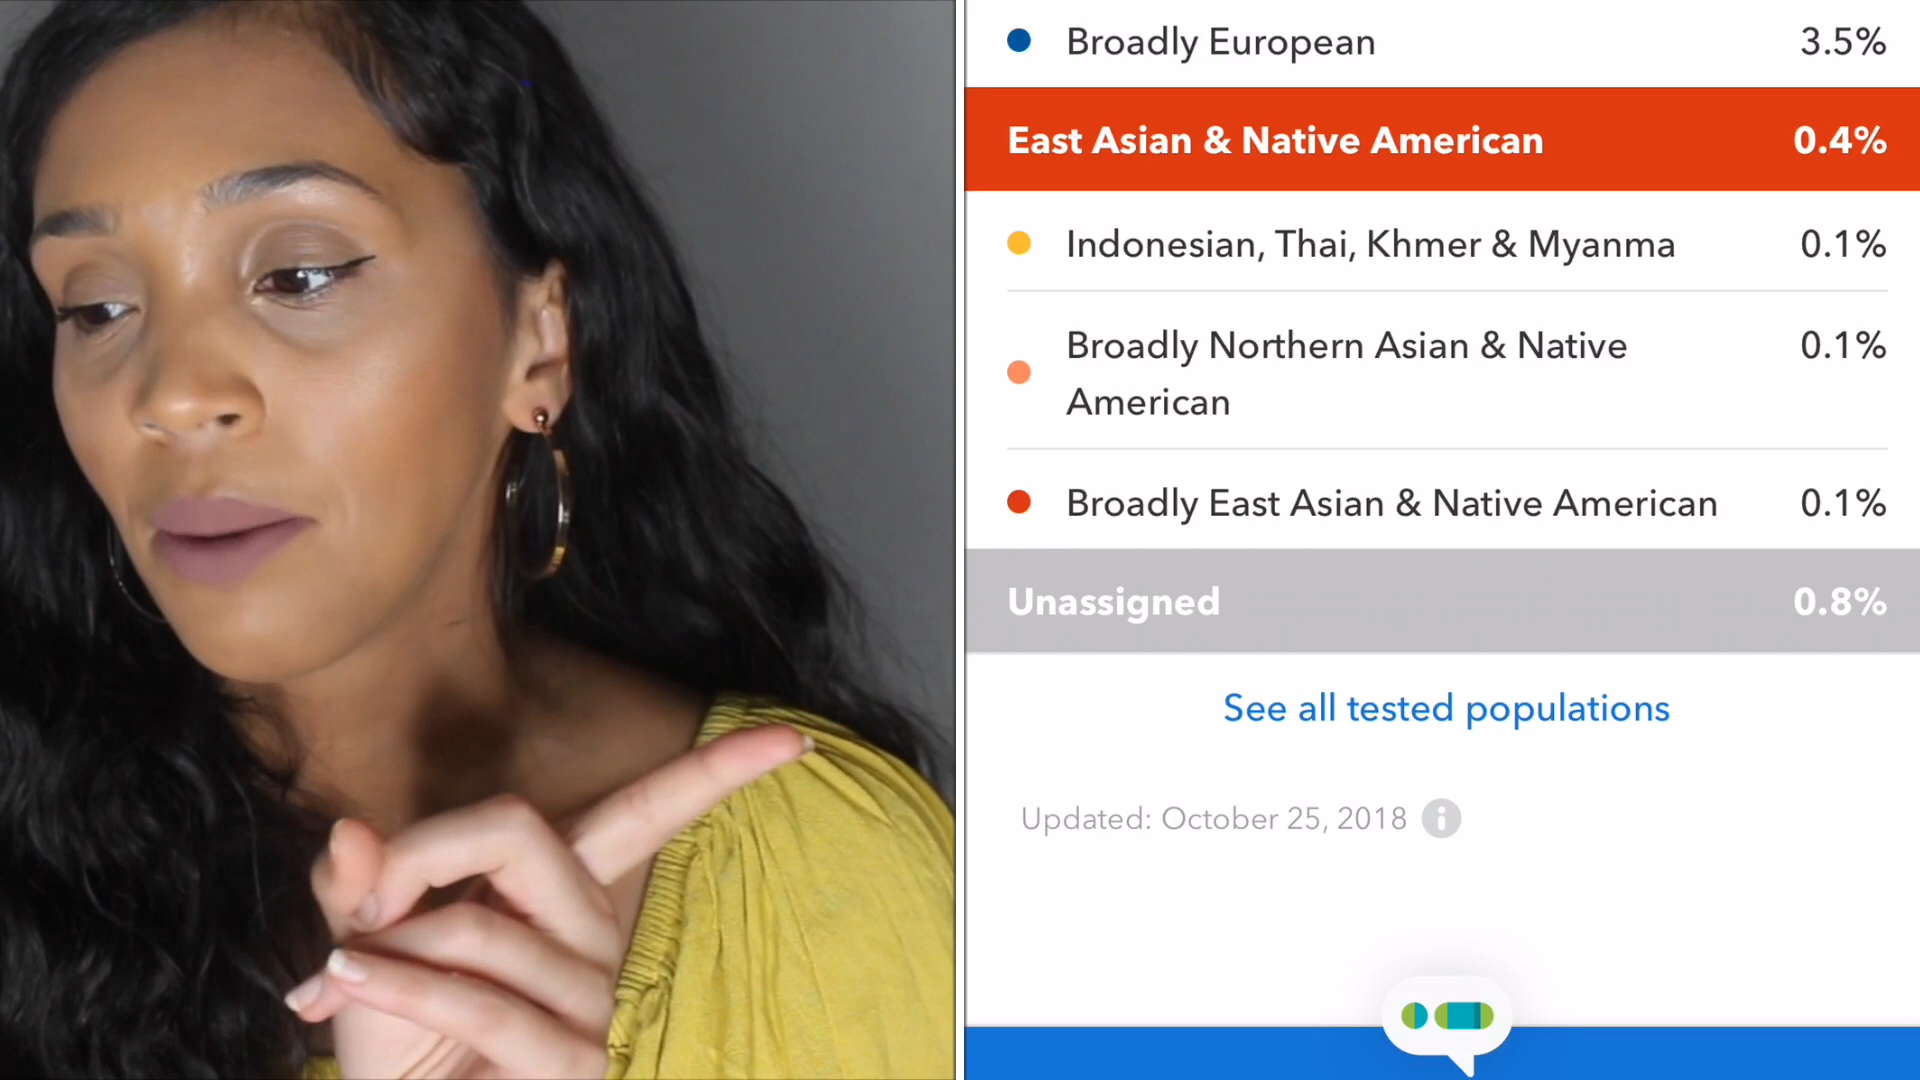 Broadly European 3.5%
East Asian & Native American 0.4%
Indonesian, Thai, Khmer & Myanma 0.1%
Broadly Northern Asian & Native 0.1%
American
Broadly East Asian & Native American 0.1%
Unassigned 0.8%
See all tested populations
Updated: October 25, 2018